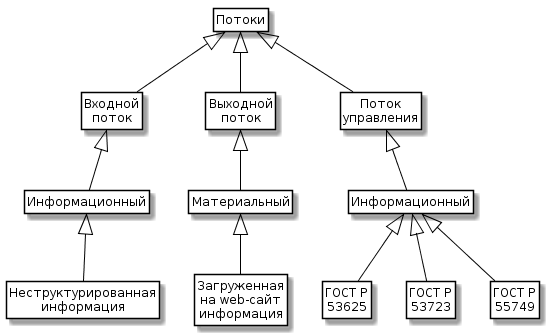 Потоки
Входной
поток
Выходной
поток
Поток
управления
Информационный
Материальный
Информационный
Неструктурированная
информация
Загруженная
на web-сайт
информация
ГОСТ Р
53625
ГОСТ Р
53723
ГОСТ Р
55749